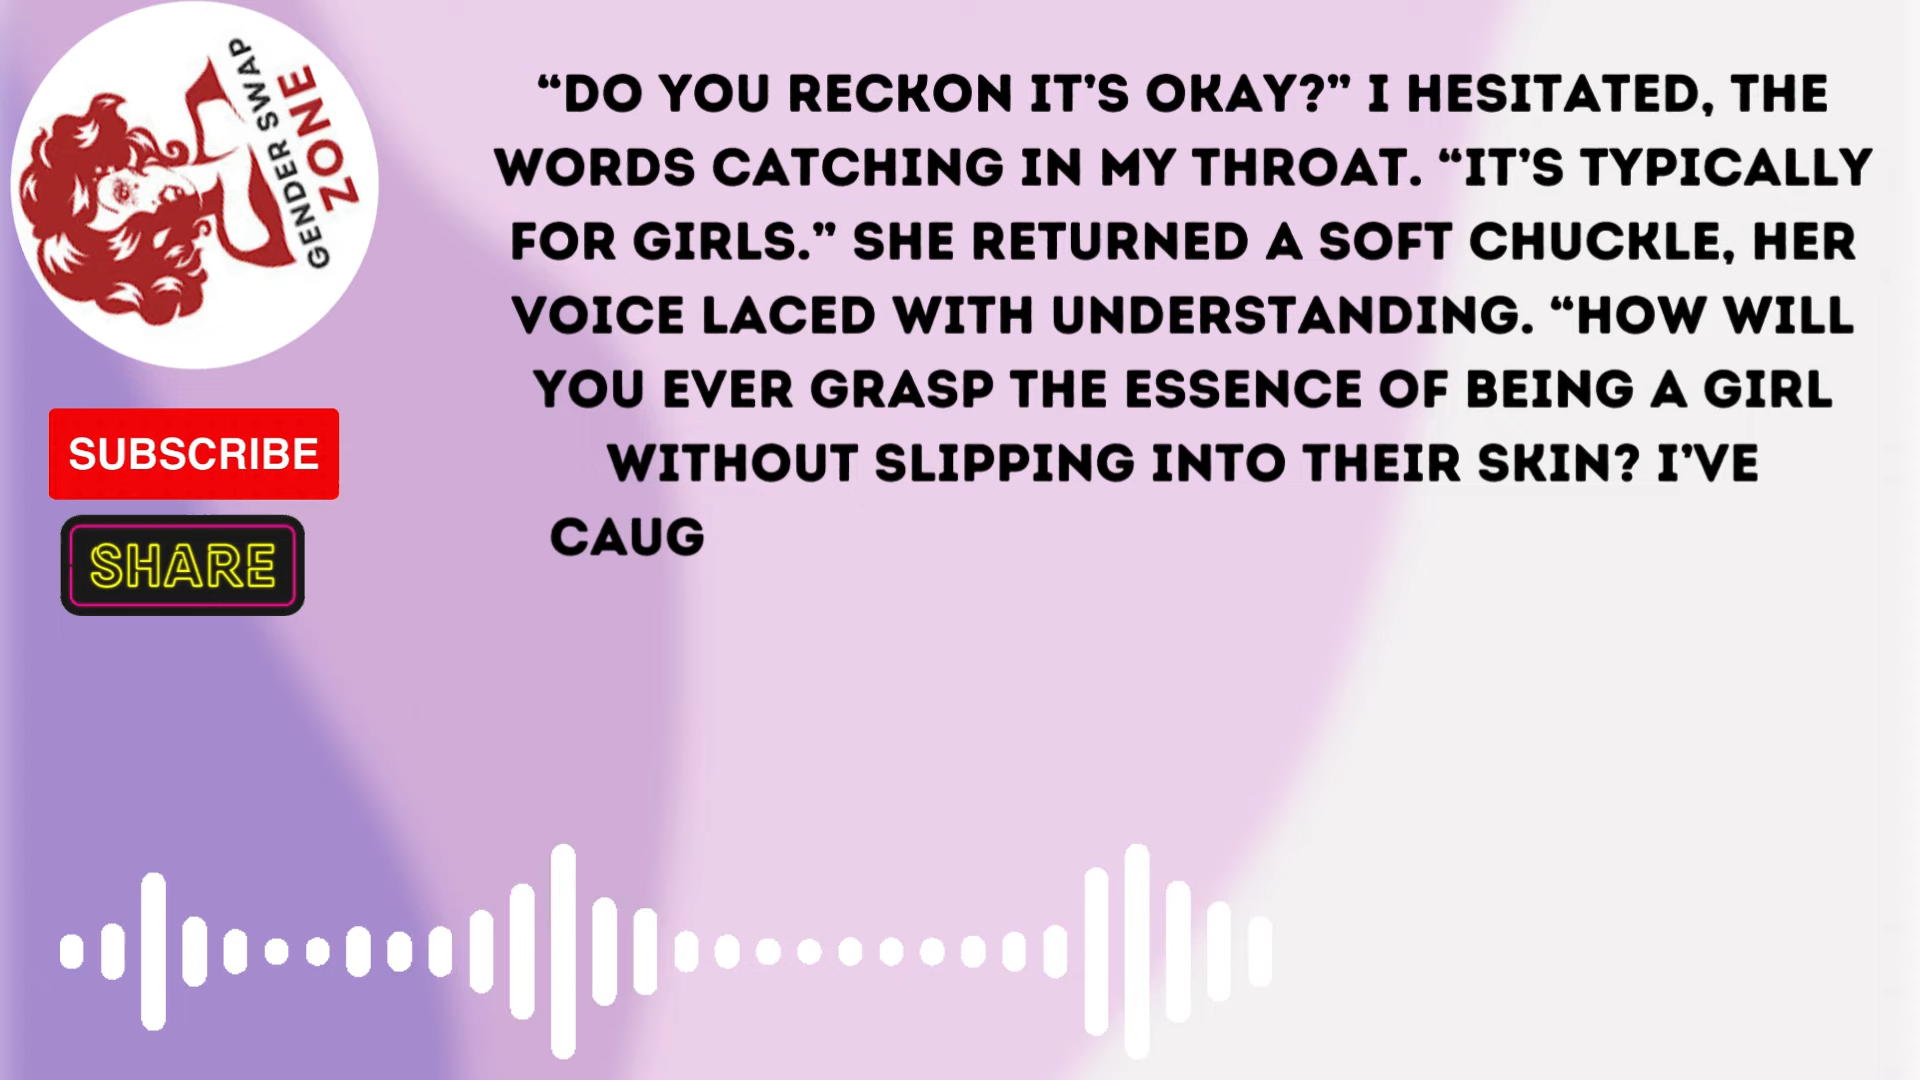 GENDER SWAP
ZONE
SUBSCRIBE
SHARE
“DO YOU RECKON IT’S OKAY?” I HESITATED, THE
WORDS CATCHING IN MY THROAT. “IT’S TYPICALLY
FOR GIRLS.” SHE RETURNED A SOFT CHUCKLE, HER
VOICE LACED WITH UNDERSTANDING. “HOW WILL
YOU EVER GRASP THE ESSENCE OF BEING A GIRL
WITHOUT SLIPPING INTO THEIR SKIN? I’VE
CAUG